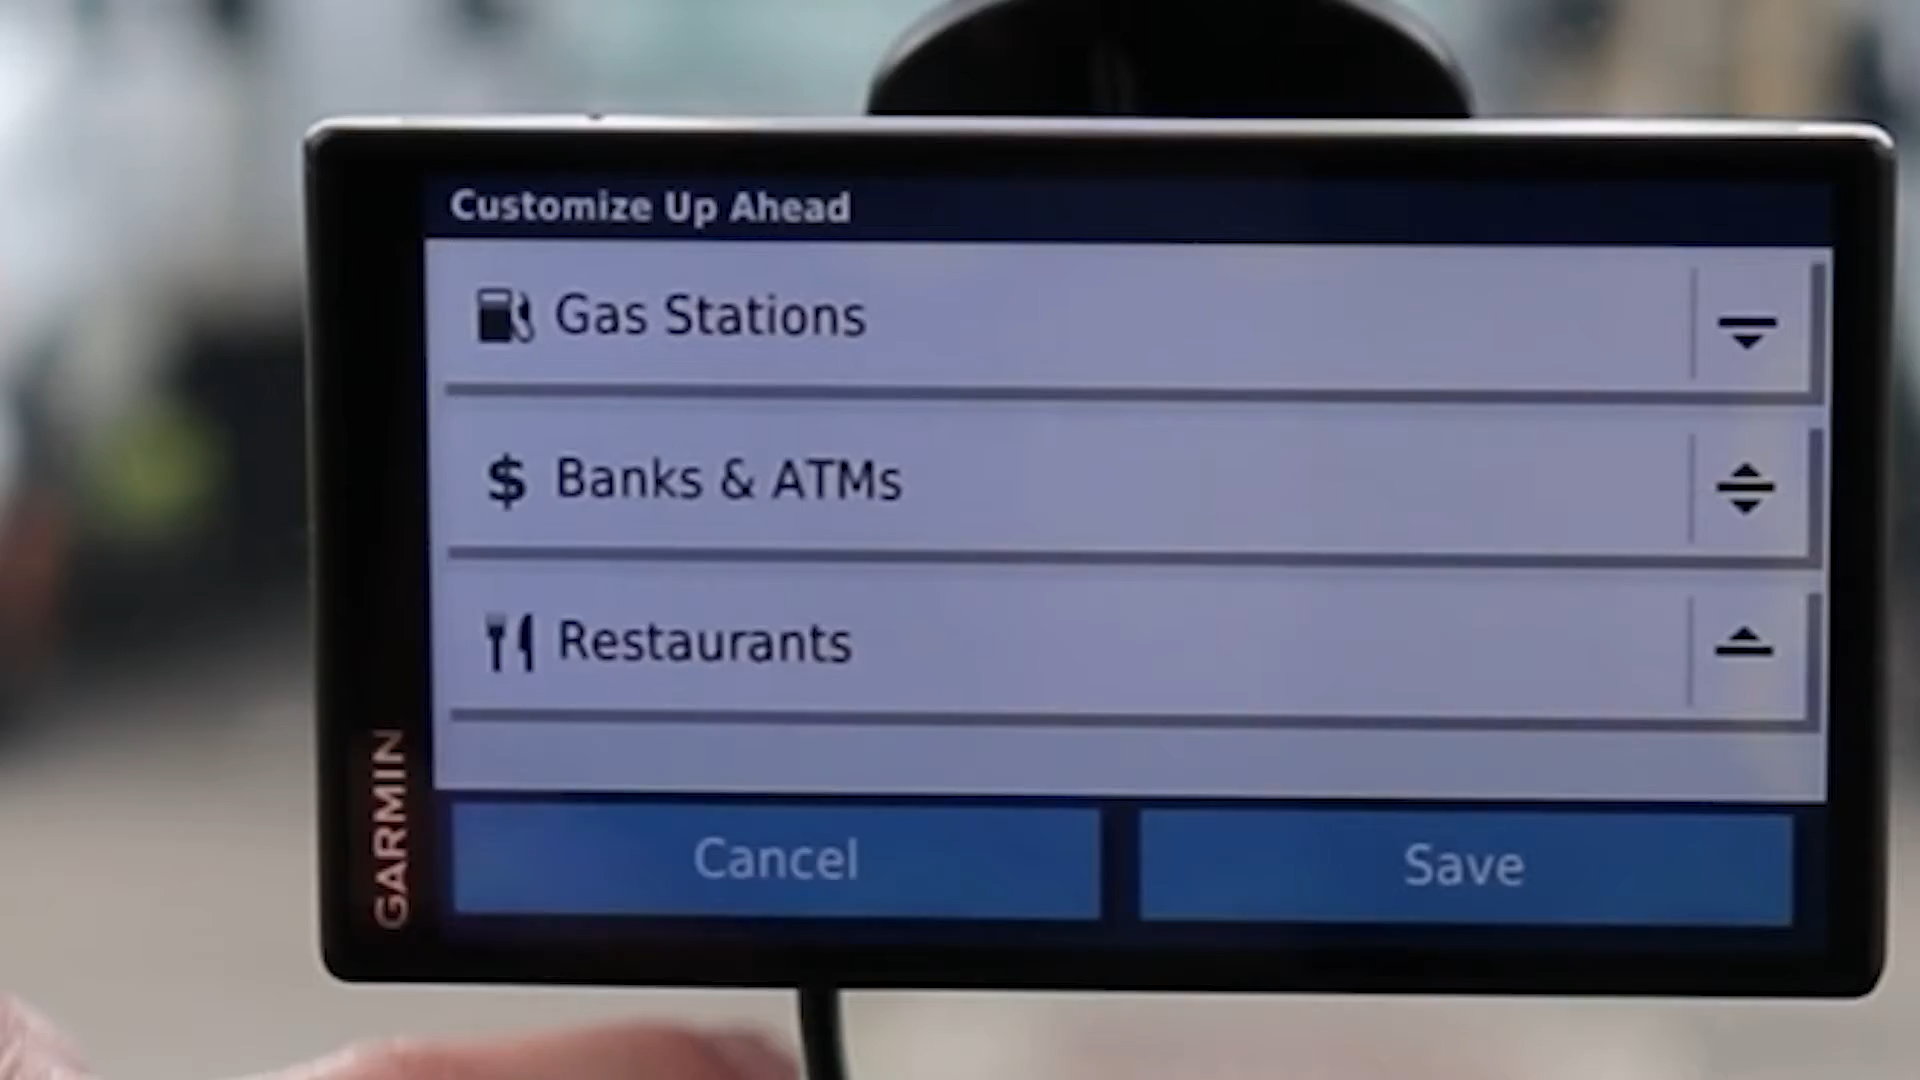 Customize Up Ahead
Gas Stations
$ Banks & ATMs
Restaurants
Cancel
Save
GARMIN